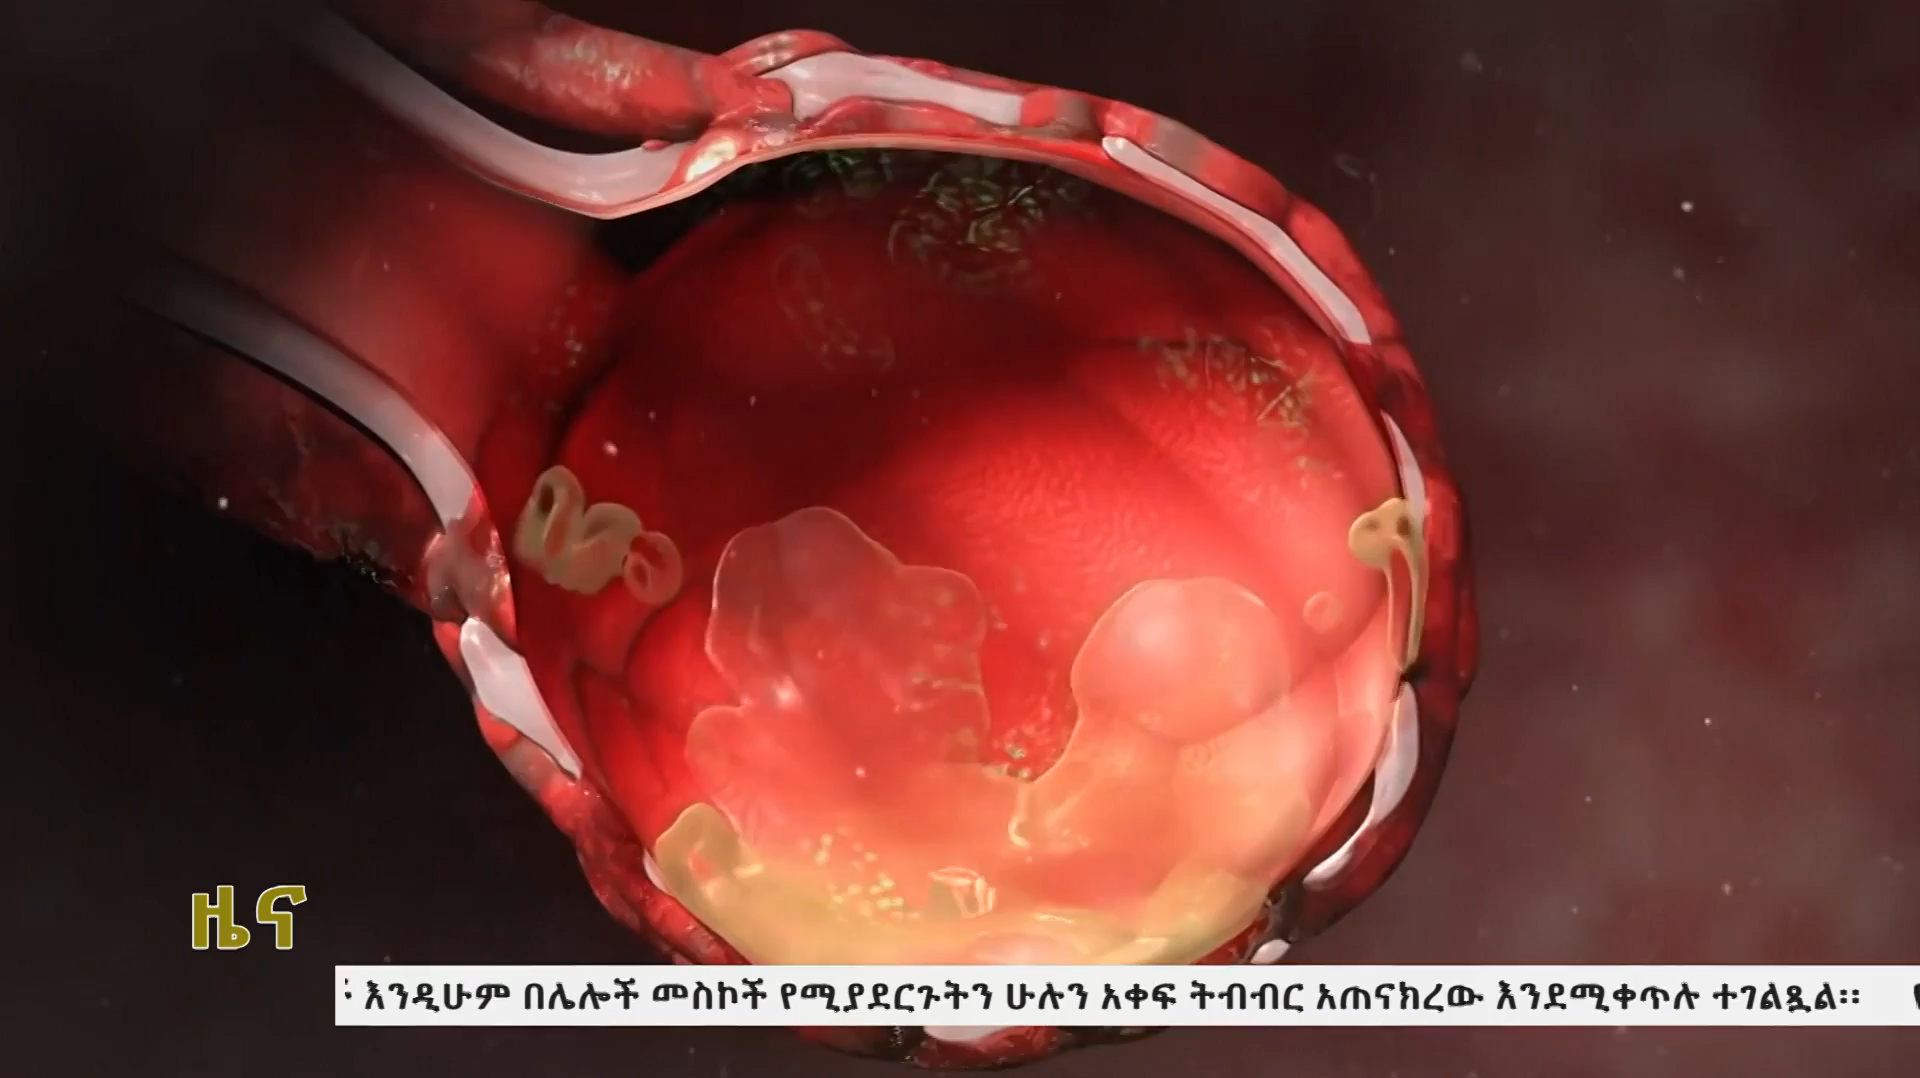 ዜና
እንዲሁም በሌሎች መስኮች የሚያደርጉትን ሁሉን አቀፍ ትብብር አጠናክረው እንደሚቀጥሉ ተገልጿል፡፡